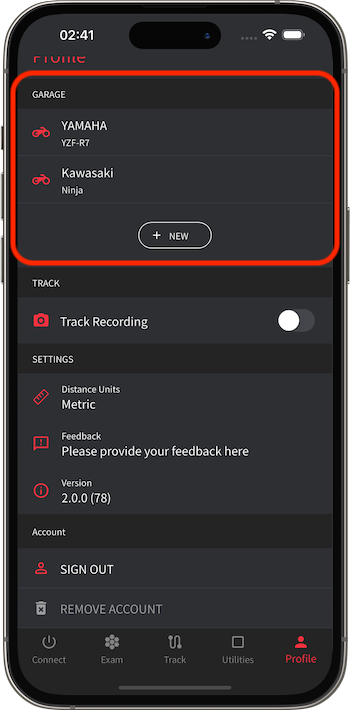 02:41
Profile
GARAGE
YAMAHA
YZF-R7
Kawasaki
Ninja
+ NEW
TRACK
Track Recording
SETTINGS
Distance Units
Metric
Feedback
Please provide your feedback here
Version
2.0.0 (78)
Account
SIGN OUT
REMOVE ACCOUNT
Connect Exam Track Utilities Profile